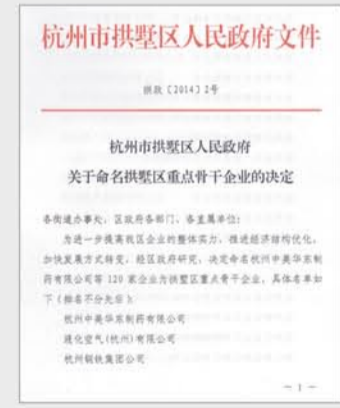 杭州市拱墅区人民政府文件
拱政〔2014〕2号
杭州市拱墅区人民政府
关于命名拱墅区重点骨干企业的决定
各街道办事处，区政府各部门、各直属单位：
为进一步提高我区企业的整体实力，推进经济结构优化，
加快发展方式转变，经区政府研究，决定命名杭州中美华东制
药有限公司等 120 家企业为拱墅区重点骨干企业，具体名单如
下（排名不分先后）：
杭州中美华东制药有限公司
液化空气(杭州)有限公司
杭州钢铁集团公司
— 1 —